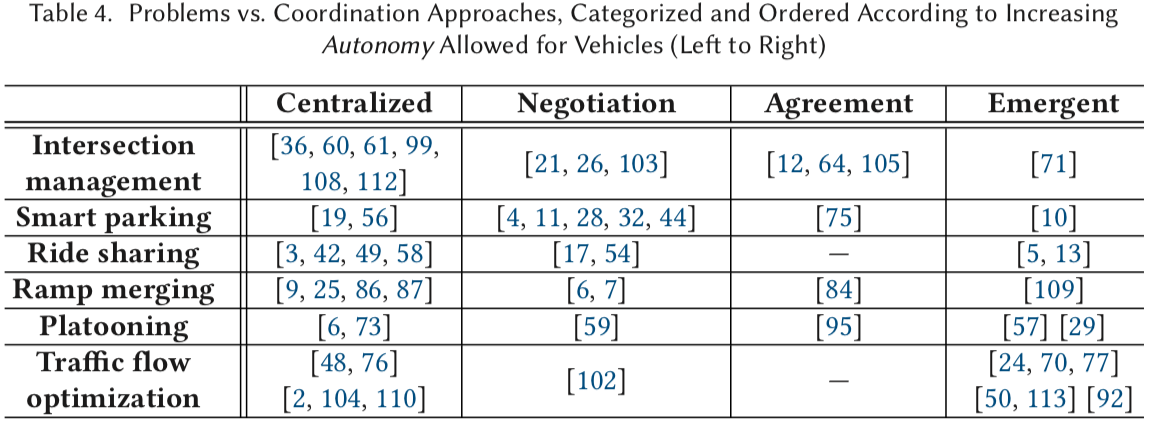 Table 4. Problems vs. Coordination Approaches, Categorized and Ordered According to Increasing
Autonomy Allowed for Vehicles (Left to Right)
Centralized Negotiation Agreement Emergent
Intersection management [36, 60, 61, 99, 108, 112] [21, 26, 103] [12, 64, 105] [71]
Smart parking [19, 56] [4, 11, 28, 32, 44] [75] [10]
Ride sharing [3, 42, 49, 58] [17, 54] — [5, 13]
Ramp merging [9, 25, 86, 87] [6, 7] [84] [109]
Platooning [6, 73] [59] [95] [57] [29]
Traffic flow optimization [48, 76] [2, 104, 110] [102] — [24, 70, 77] [50, 113] [92]